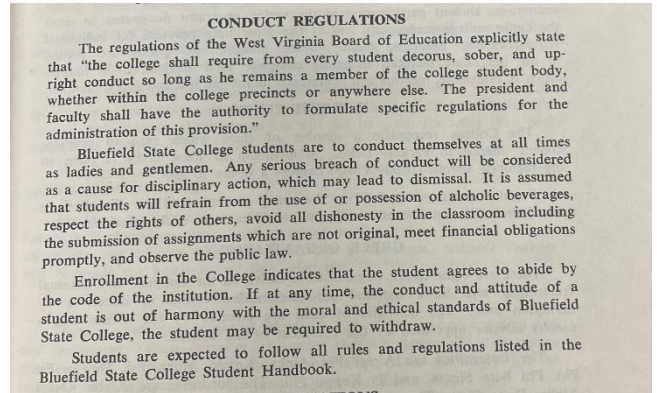 CONDUCT REGULATIONS
The regulations of the West Virginia Board of Education explicitly state
that “the college shall require from every student decorus, sober, and up-
right conduct so long as he remains a member of the college student body,
whether within the college precincts or anywhere else. The president and
faculty shall have the authority to formulate specific regulations for the
administration of this provision.”
Bluefield State College students are to conduct themselves at all times
as ladies and gentlemen. Any serious breach of conduct will be considered
as a cause for disciplinary action, which may lead to dismissal. It is assumed
that students will refrain from the use of or possession of alcholic beverages,
respect the rights of others, avoid all dishonesty in the classroom including
the submission of assignments which are not original, meet financial obligations
promptly, and observe the public law.
Enrollment in the College indicates that the student agrees to abide by
the code of the institution. If at any time, the conduct and attitude of a
student is out of harmony with the moral and ethical standards of Bluefield
State College, the student may be required to withdraw.
Students are expected to follow all rules and regulations listed in the
Bluefield State College Student Handbook.